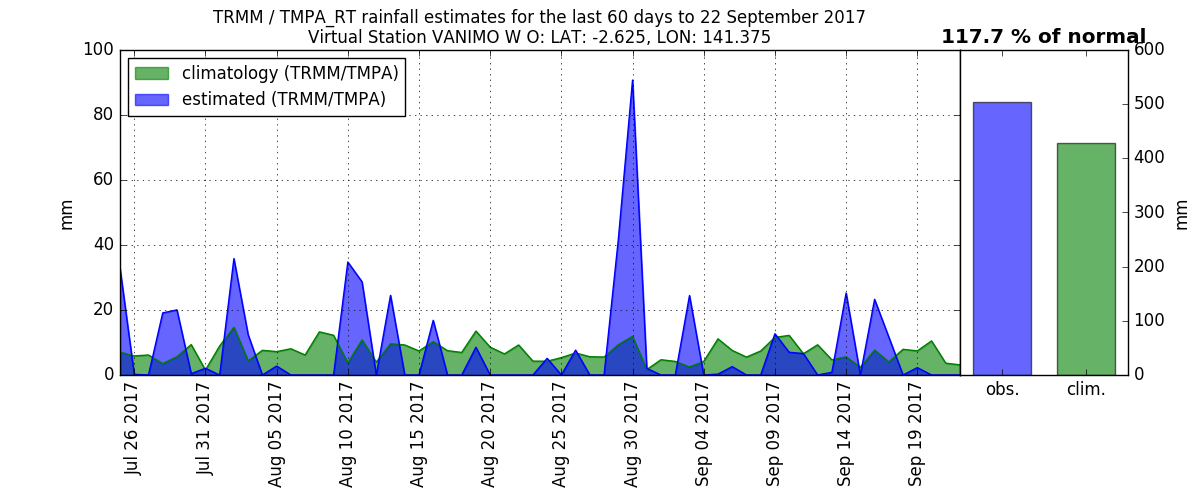 TRMM / TMPA_RT rainfall estimates for the last 60 days to 22 September 2017
Virtual Station VANIMO W O: LAT: -2.625, LON: 141.375
117.7 % of normal
climatology (TRMM/TMPA)
estimated (TRMM/TMPA)
100
80
60
40
20
0
mm
600
500
400
300
200
100
0
mm
Jul 26 2017
Jul 31 2017
Aug 05 2017
Aug 10 2017
Aug 15 2017
Aug 20 2017
Aug 25 2017
Aug 30 2017
Sep 04 2017
Sep 09 2017
Sep 14 2017
Sep 19 2017
obs.
clim.